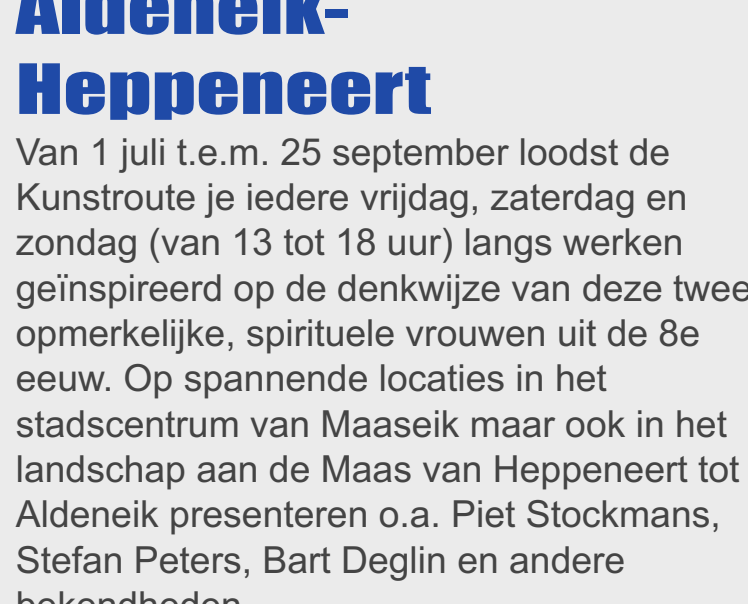 Aldeneik-
Heppeneert
Van 1 juli t.e.m. 25 september loodst de
Kunstroute je iedere vrijdag, zaterdag en
zondag (van 13 tot 18 uur) langs werken
geïnspireerd op de denkwijze van deze twee
opmerkelijke, spirituele vrouwen uit de 8e
eeuw. Op spannende locaties in het
stadscentrum van Maaseik maar ook in het
landschap aan de Maas van Heppeneert tot
Aldeneik presenteren o.a. Piet Stockmans,
Stefan Peters, Bart Deglin en andere
bekendheden